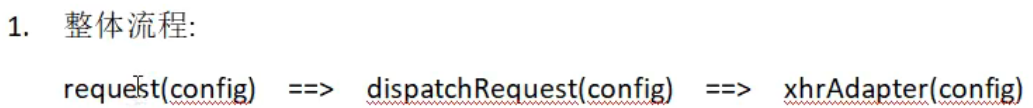 1. 整体流程:
request(config) ==> dispatchRequest(config) ==> xhrAdapter(config)